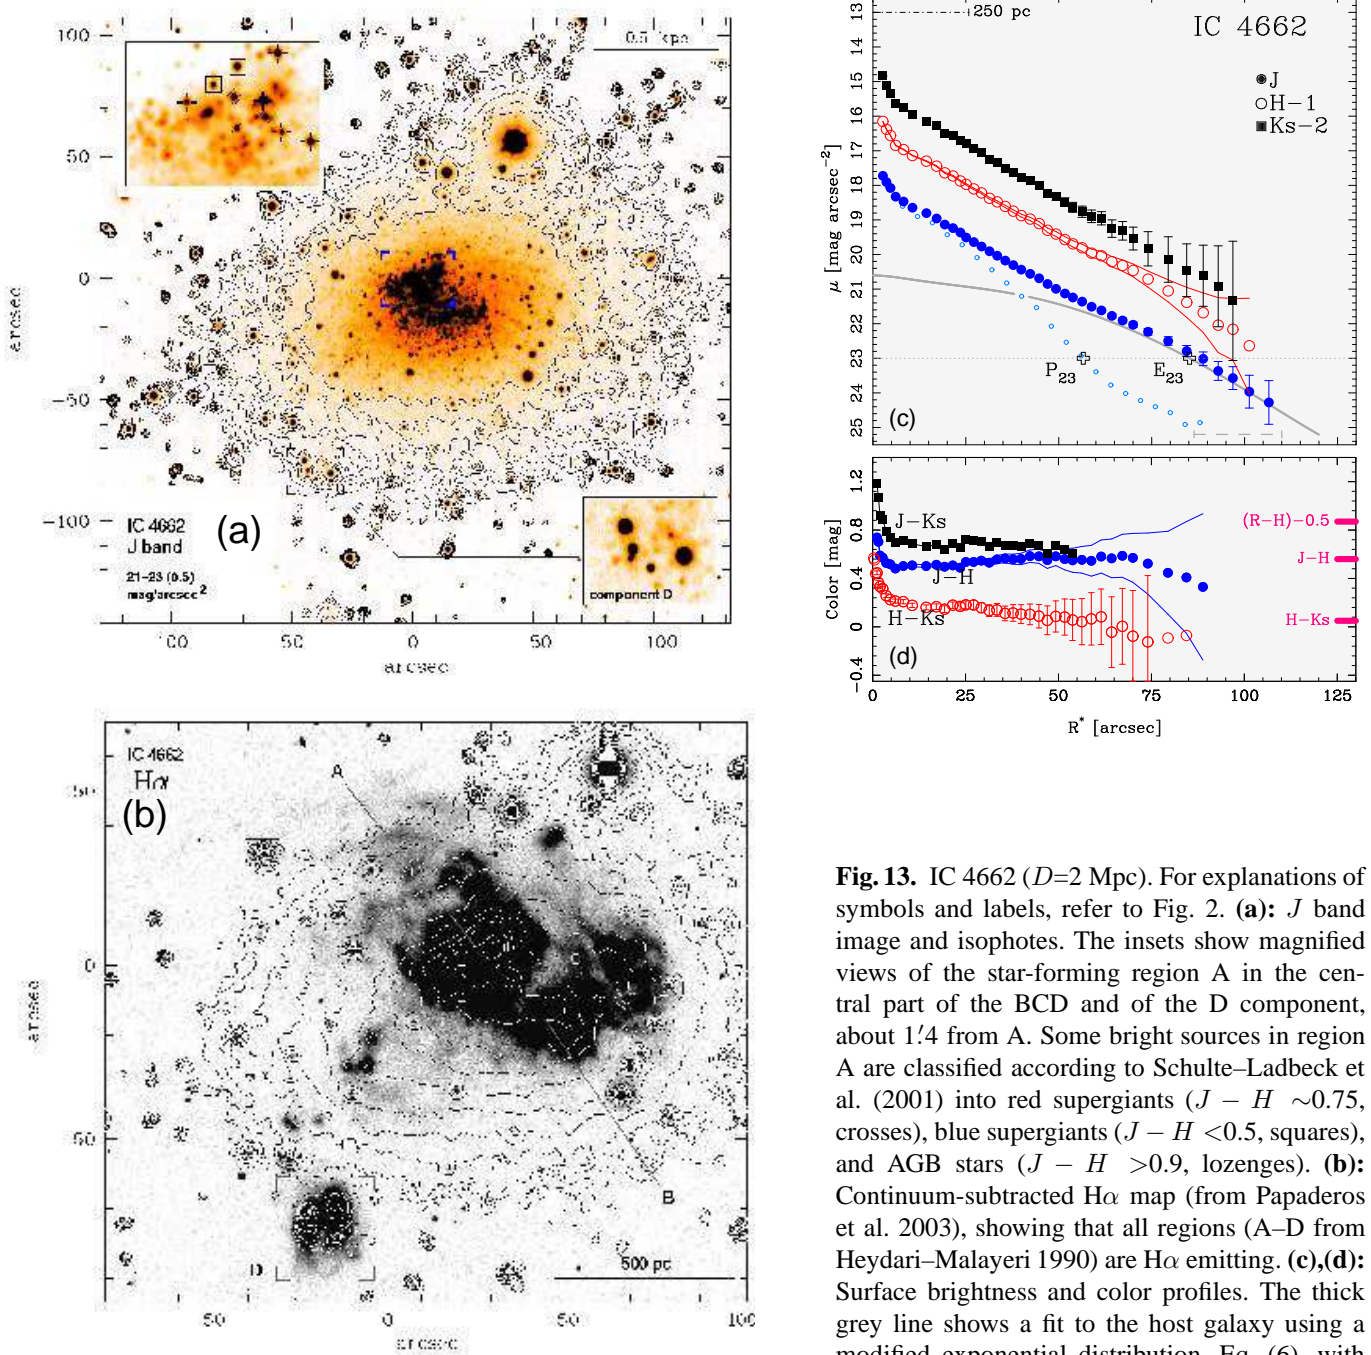 100
50
0
−50
−100
arcsec
0.5 kpc
IC 4662
J band
21−23 (0.5)
mag/arcsec²
(a)
component D
100
50
0
50
100
arcsec
IC 4662
Hα
(b)
A
C
B
D
500 pc
50
0
50
arcsec
50
0
50
100
arcsec
250 pc
IC 4662
J
H−1
Ks−2
13
14
15
16
17
18
19
20
21
22
23
24
25
μ [mag arcsec⁻²]
P₂₃
E₂₃
(c)
1.2
0.8
0.4
0
−0.4
Color [mag]
J−Ks
J−H
H−Ks
(R−H)−0.5
J−H
H−Ks
(d)
0
25
50
75
100
125
R* [arcsec]
Fig. 13. IC 4662 (D=2 Mpc). For explanations of
symbols and labels, refer to Fig. 2. (a): J band
image and isophotes. The insets show magnified
views of the star-forming region A in the cen-
tral part of the BCD and of the D component,
about 1′.4 from A. Some bright sources in region
A are classified according to Schulte–Ladbeck et
al. (2001) into red supergiants (J − H ∼0.75,
crosses), blue supergiants (J − H <0.5, squares),
and AGB stars (J − H >0.9, lozenges). (b):
Continuum-subtracted Hα map (from Papaderos
et al. 2003), showing that all regions (A–D from
Heydari–Malayeri 1990) are Hα emitting. (c),(d):
Surface brightness and color profiles. The thick
grey line shows a fit to the host galaxy using a
modified exponential distribution, Eq. (6), with